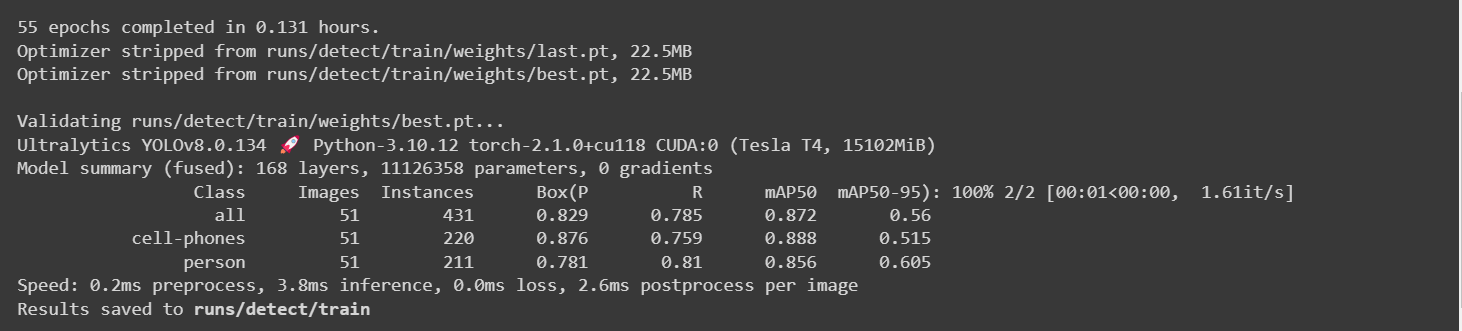 55 epochs completed in 0.131 hours.
Optimizer stripped from runs/detect/train/weights/last.pt, 22.5MB
Optimizer stripped from runs/detect/train/weights/best.pt, 22.5MB
Validating runs/detect/train/weights/best.pt...
Ultralytics YOLOv8.0.134 🚀 Python-3.10.12 torch-2.1.0+cu118 CUDA:0 (Tesla T4, 15102MiB)
Model summary (fused): 168 layers, 11126358 parameters, 0 gradients
Class Images Instances Box(P R mAP50 mAP50-95): 100% 2/2 [00:01<00:00, 1.61it/s]
all 51 431 0.829 0.785 0.872 0.56
cell-phones 51 220 0.876 0.759 0.888 0.515
person 51 211 0.781 0.81 0.856 0.605
Speed: 0.2ms preprocess, 3.8ms inference, 0.0ms loss, 2.6ms postprocess per image
Results saved to runs/detect/train